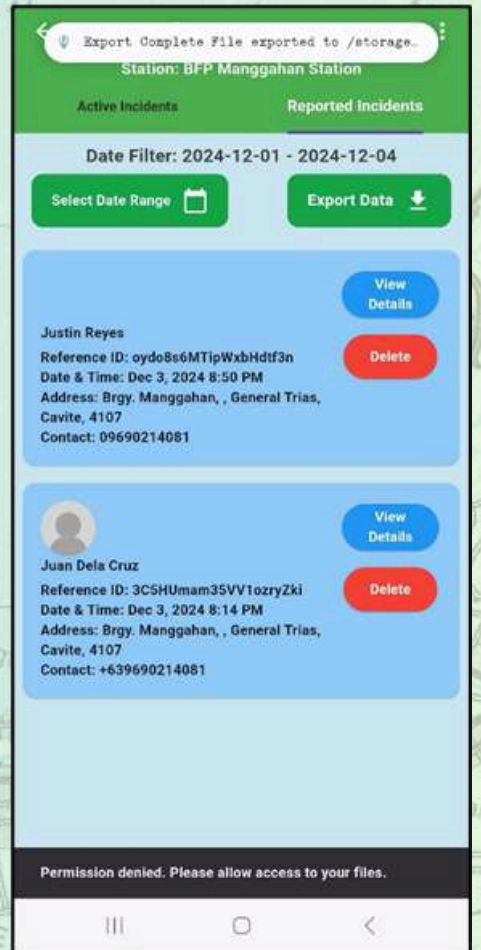 Export Complete File exported to /storage…
Station: BFP Manggahan Station
Active Incidents
Reported Incidents
Date Filter: 2024-12-01 - 2024-12-04
Select Date Range
Export Data
View
Details
Justin Reyes
Delete
Reference ID: oydo8s6MTipWxbHdtf3n
Date & Time: Dec 3, 2024 8:50 PM
Address: Brgy. Manggahan, , General Trias,
Cavite, 4107
Contact: 09690214081
View
Details
Juan Dela Cruz
Reference ID: 3C5HUmam35VV1ozryZki
Delete
Date & Time: Dec 3, 2024 8:14 PM
Address: Brgy. Manggahan, , General Trias,
Cavite, 4107
Contact: +639690214081
Permission denied. Please allow access to your files.